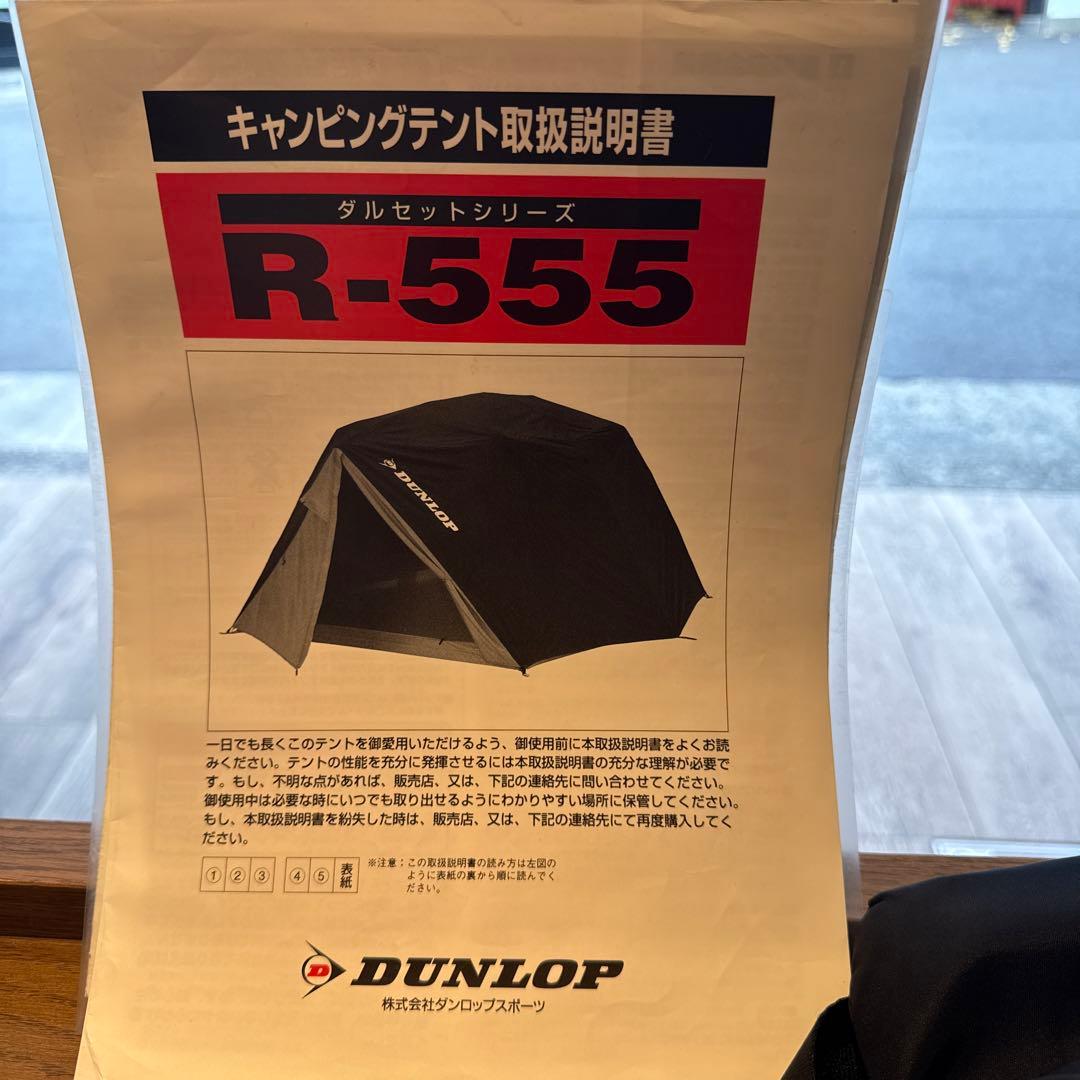 キャンピングテント取扱説明書
ダルセットシリーズ
R-555
DUNLOP
一日でも長くこのテントを御愛用いただけるよう、御使用前に本取扱説明書をよくお読
みください。テントの性能を充分に発揮させるには本取扱説明書の充分な理解が必要で
す。もし、不明な点があれば、販売店、又は、下記の連絡先に問い合わせてください。
御使用中は必要な時にいつでも取り出せるようにわかりやすい場所に保管してください。
もし、本取扱説明書を紛失した時は、販売店、又は、下記の連絡先にて再度購入してく
ださい。
① ② ③ ④ ⑤ 表紙
※注意：この取扱説明書の読み方は左図の
ように表紙の裏から順に読んでく
ださい。
D DUNLOP
株式会社ダンロップスポーツ